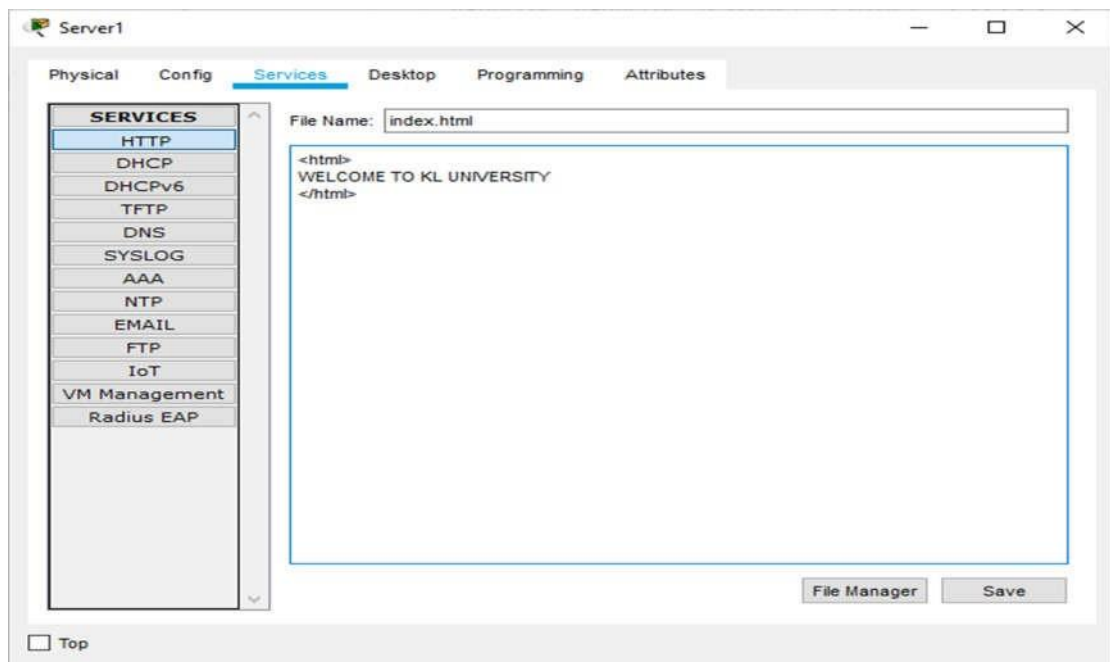 Server1
Physical Config Services Desktop Programming Attributes
SERVICES
HTTP
DHCP
DHCPv6
TFTP
DNS
SYSLOG
AAA
NTP
EMAIL
FTP
IoT
VM Management
Radius EAP
File Name: index.html
<html>
WELCOME TO KL UNIVERSITY
</html>
File Manager Save
Top